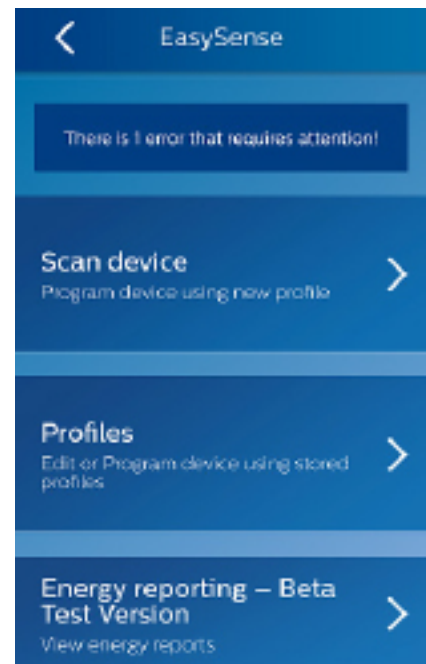 EasySense
There is 1 error that requires attention!
Scan device
Program device using new profile
Profiles
Edit or Program device using stored
profiles
Energy reporting – Beta
Test Version
View energy reports